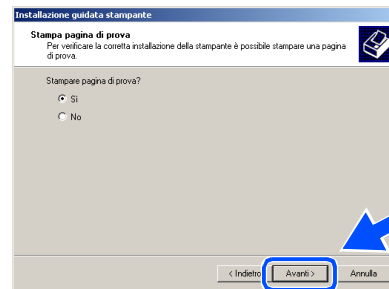 Installazione guidata stampante
Stampa pagina di prova
Per verificare la corretta installazione della stampante è possibile stampare una pagina
di prova.
Stampare pagina di prova?
Sì
No
< Indietro
Avanti >
Annulla